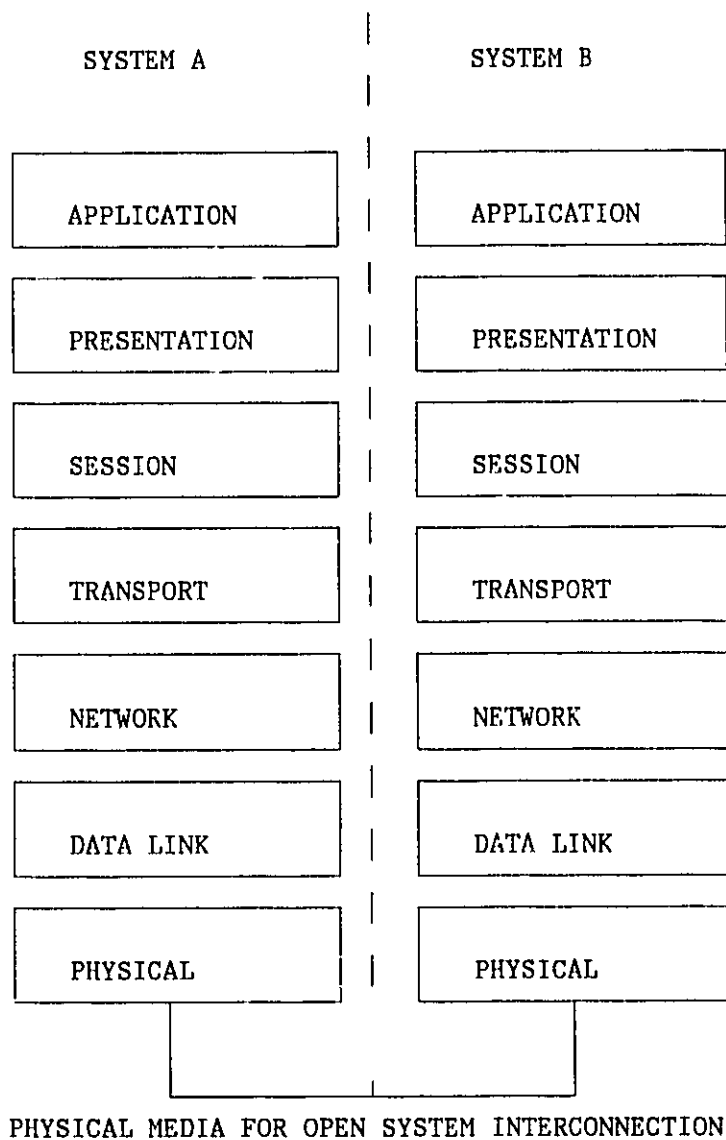 SYSTEM A
SYSTEM B
APPLICATION
APPLICATION
PRESENTATION
PRESENTATION
SESSION
SESSION
TRANSPORT
TRANSPORT
NETWORK
NETWORK
DATA LINK
DATA LINK
PHYSICAL
PHYSICAL
PHYSICAL MEDIA FOR OPEN SYSTEM INTERCONNECTION